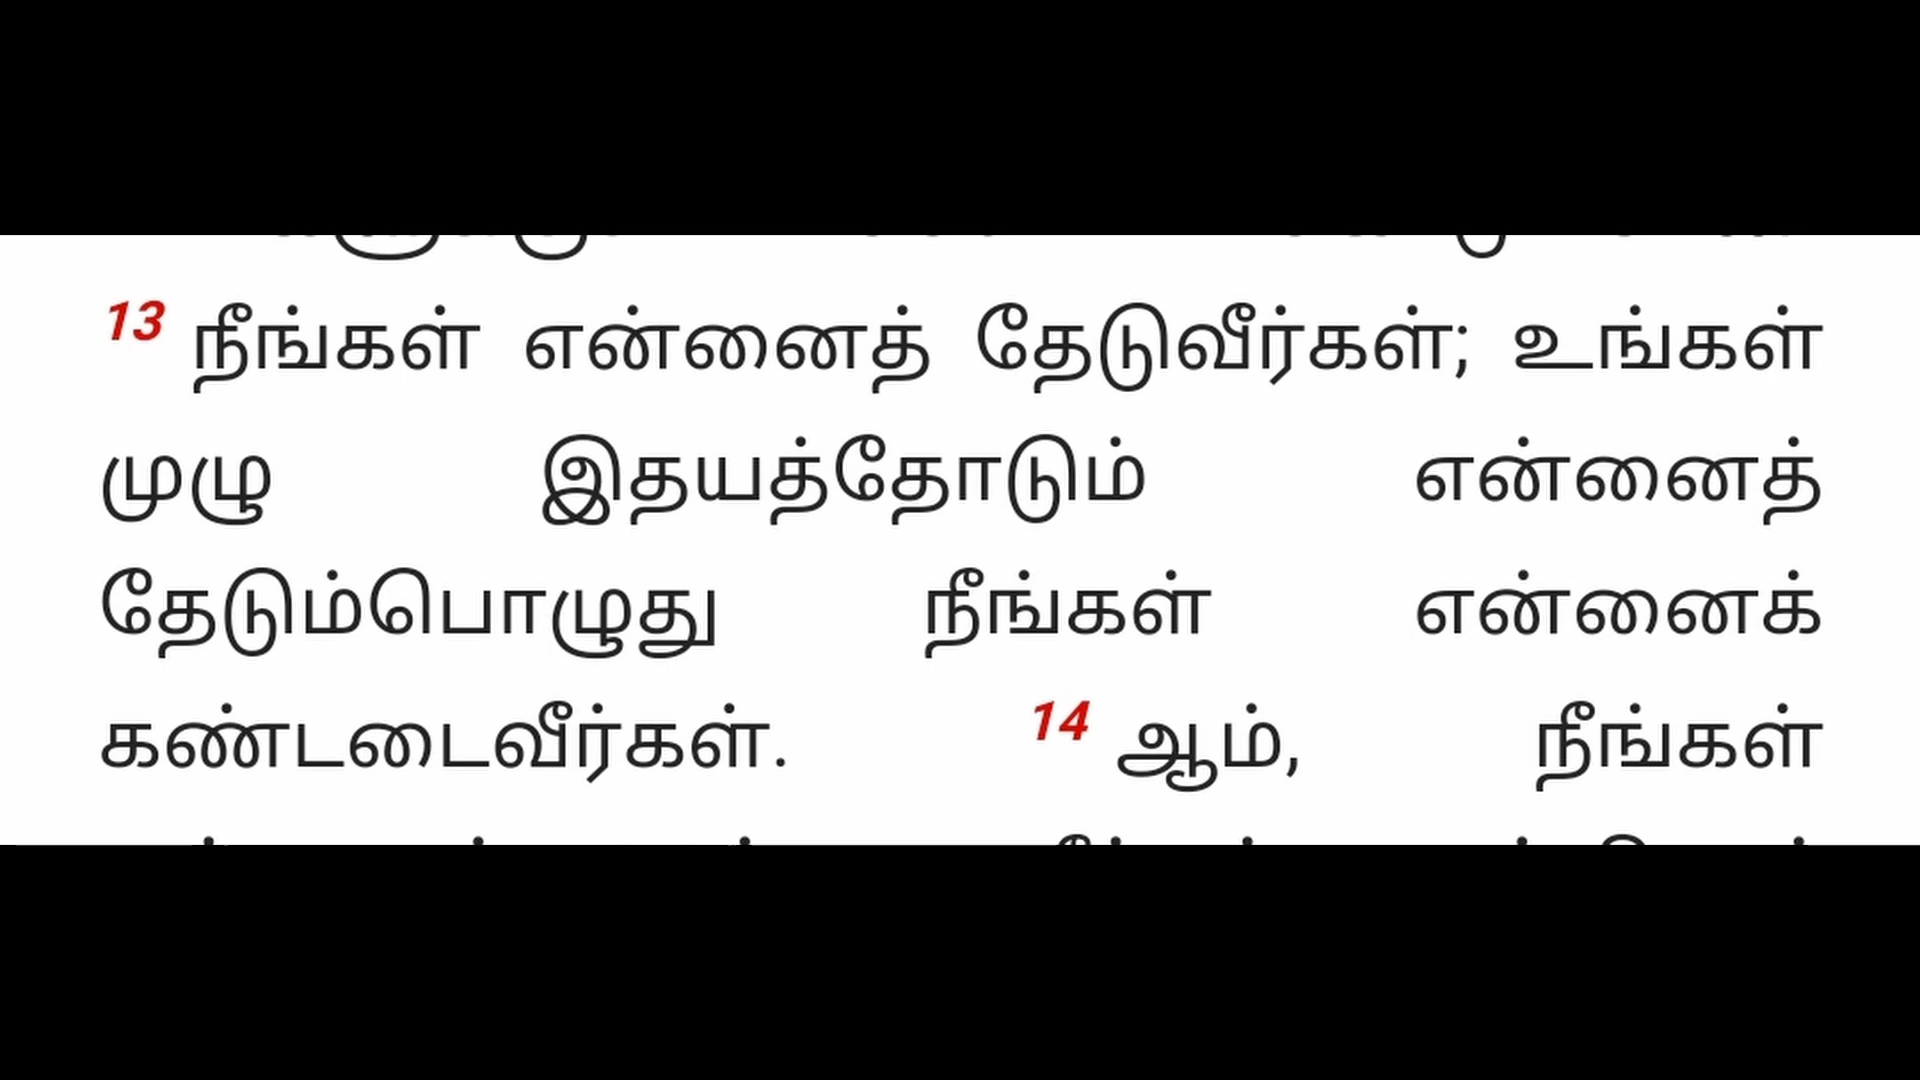 13 நீங்கள் என்னைத் தேடுவீர்கள்; உங்கள்
முழு இதயத்தோடும் என்னைத்
தேடும்பொழுது நீங்கள் என்னைக்
கண்டடைவீர்கள். 14 ஆம், நீங்கள்